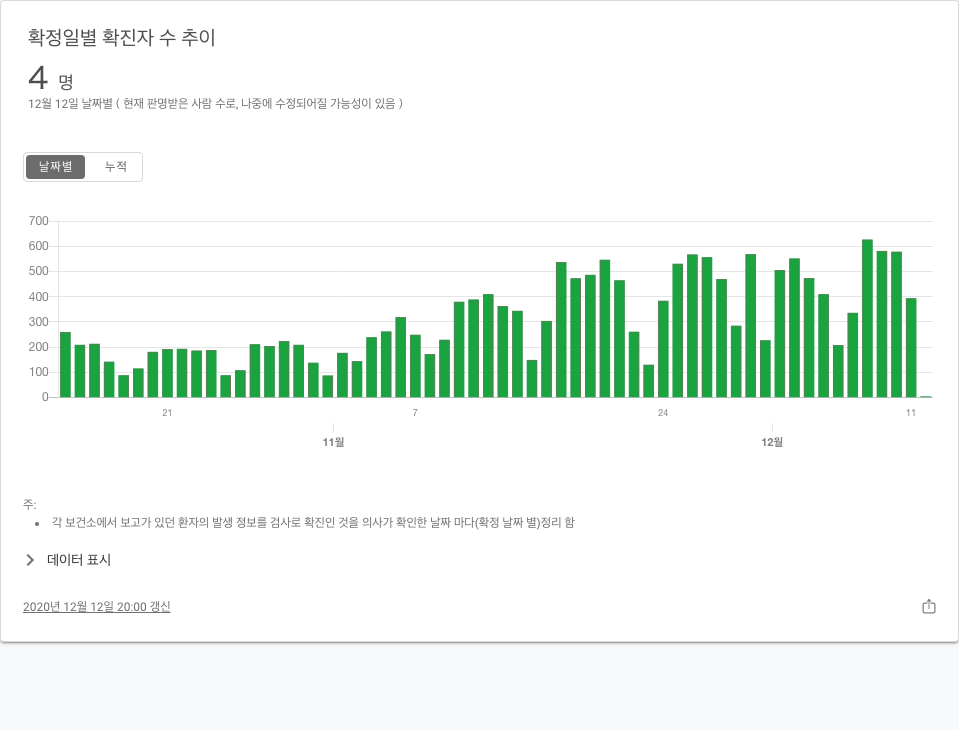 확정일별 확진자 수 추이
4 명
12월 12일 날짜별 ( 현재 판명받은 사람 수로, 나중에 수정되어질 가능성이 있음 )
날짜별 누적
700
600
500
400
300
200
100
0
21 7 24 11
11월 12월
주:
• 각 보건소에서 보고가 있던 환자의 발생 정보를 검사로 확진인 것을 의사가 확인한 날짜 마다(확정 날짜 별)정리 함
데이터 표시
2020년 12월 12일 20:00 갱신